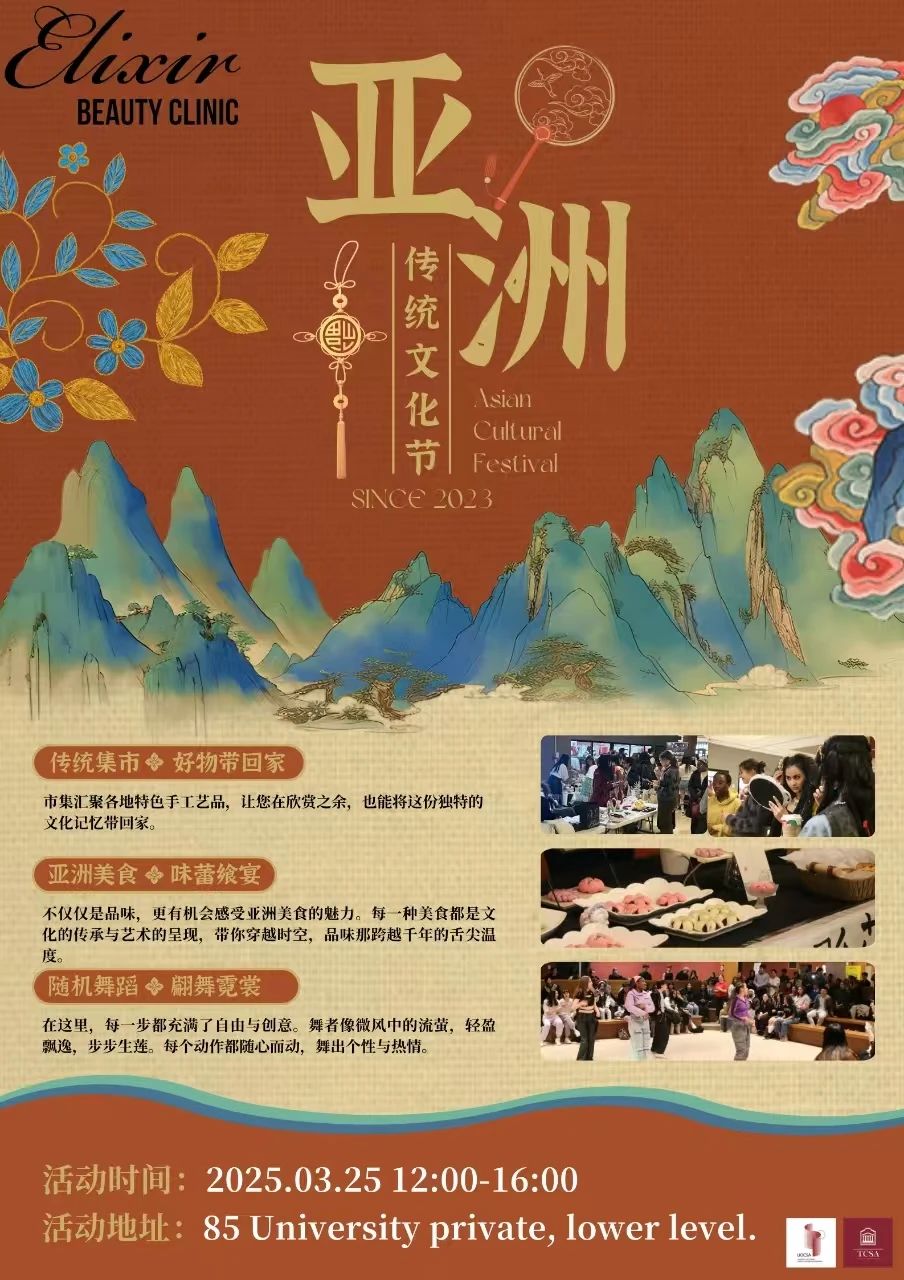 Elixir
BEAUTY CLINIC
亚洲
传统文化节
Asian
Cultural
Festival
SINCE 2023
传统集市 好物带回家
市集汇聚各地特色手工艺品，让您在欣赏之余，也能将这份独特的
文化记忆带回家。
亚洲美食 味蕾飨宴
不仅仅是品味，更有机会感受亚洲美食的魅力。每一种美食都是文
化的传承与艺术的呈现，带你穿越时空，品味那跨越千年的舌尖温
度。
随机舞蹈 翩舞霓裳
在这里，每一步都充满了自由与创意。舞者像微风中的流萤，轻盈
飘逸，步步生莲。每个动作都随心而动，舞出个性与热情。
活动时间：2025.03.25 12:00-16:00
活动地址：85 University private, lower level.
UOCSA
TCSA